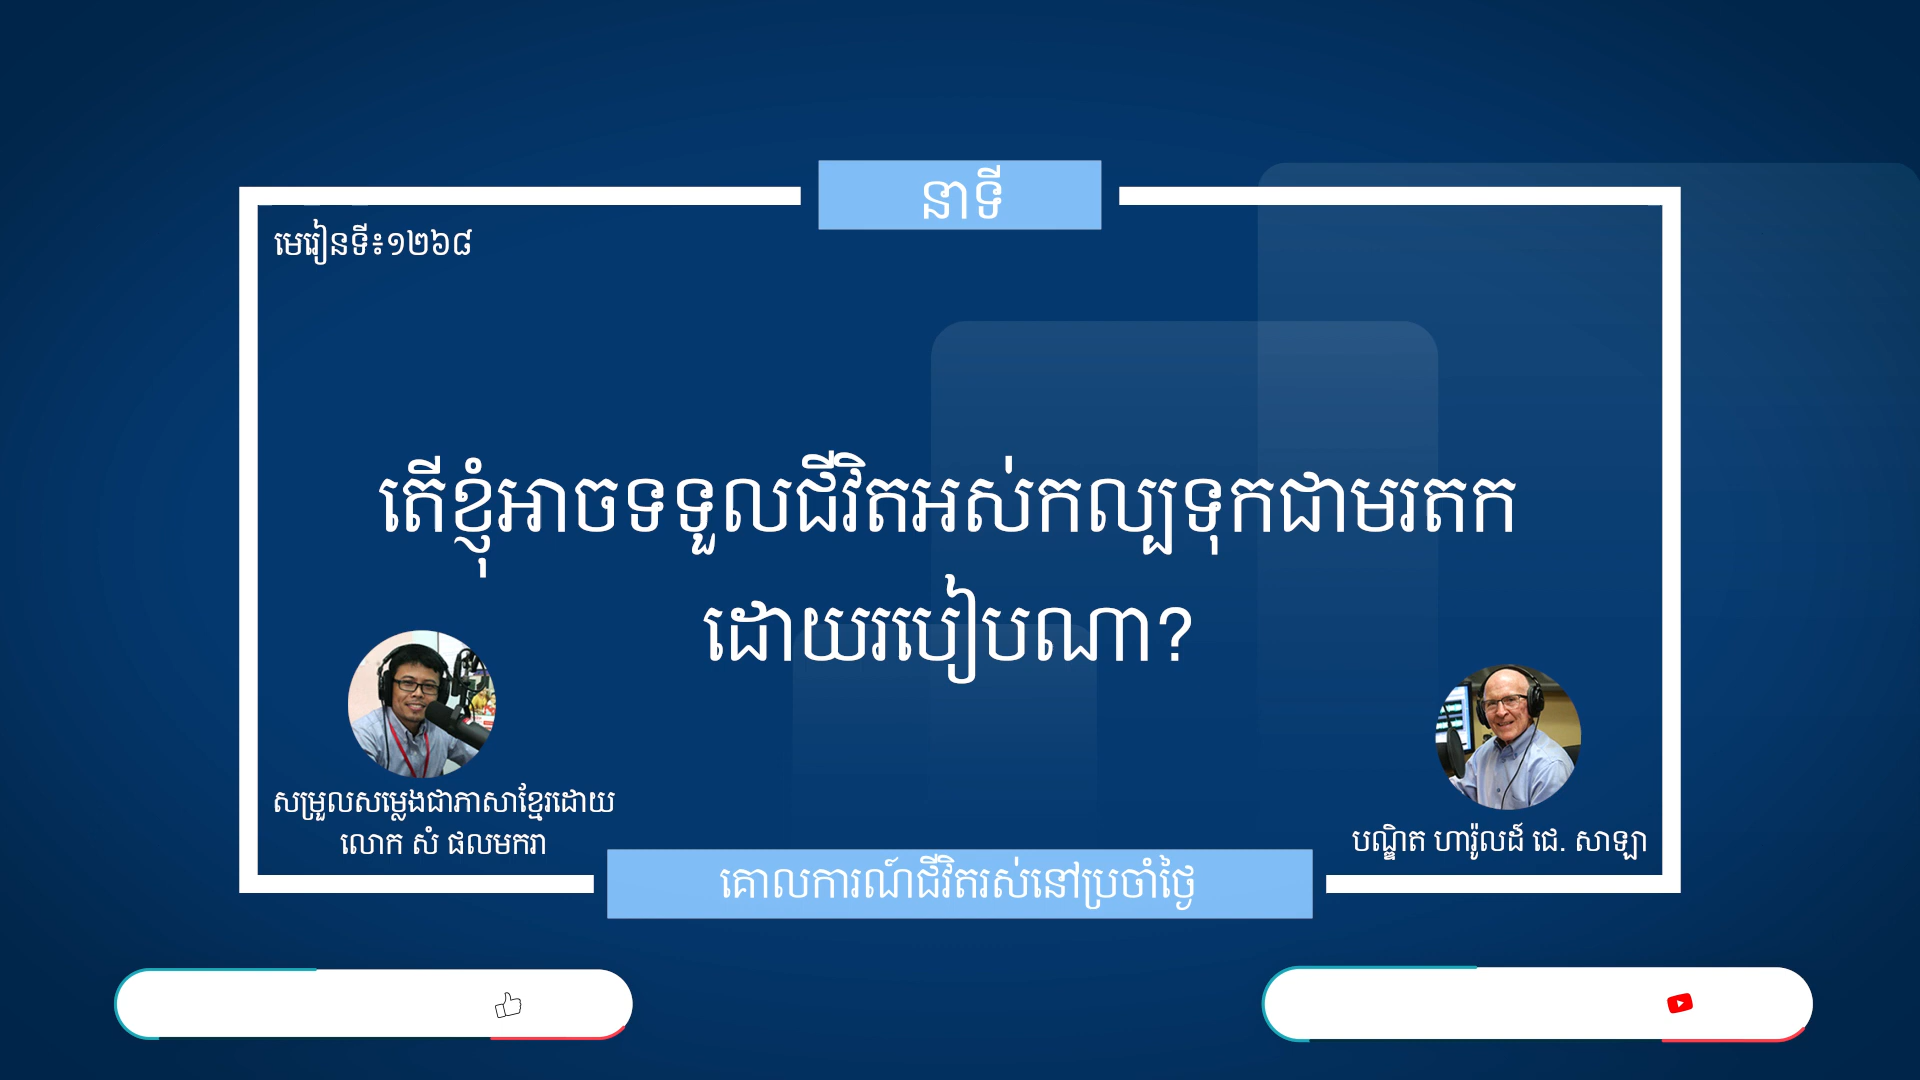 នាទី
មេរៀនទី៖១២៦៨
តើខ្ញុំអាចទទួលជីវិតអស់កល្បទុកជាមរតក
ដោយរបៀបណា?
សម្រួលសម្លេងជាភាសាខ្មែរដោយ
លោក សំ ផលមករា
បណ្ឌិត ហារ៉ូលដ៍ ជេ. សាឡា
គោលការណ៍ជីវិតរស់នៅប្រចាំថ្ងៃ